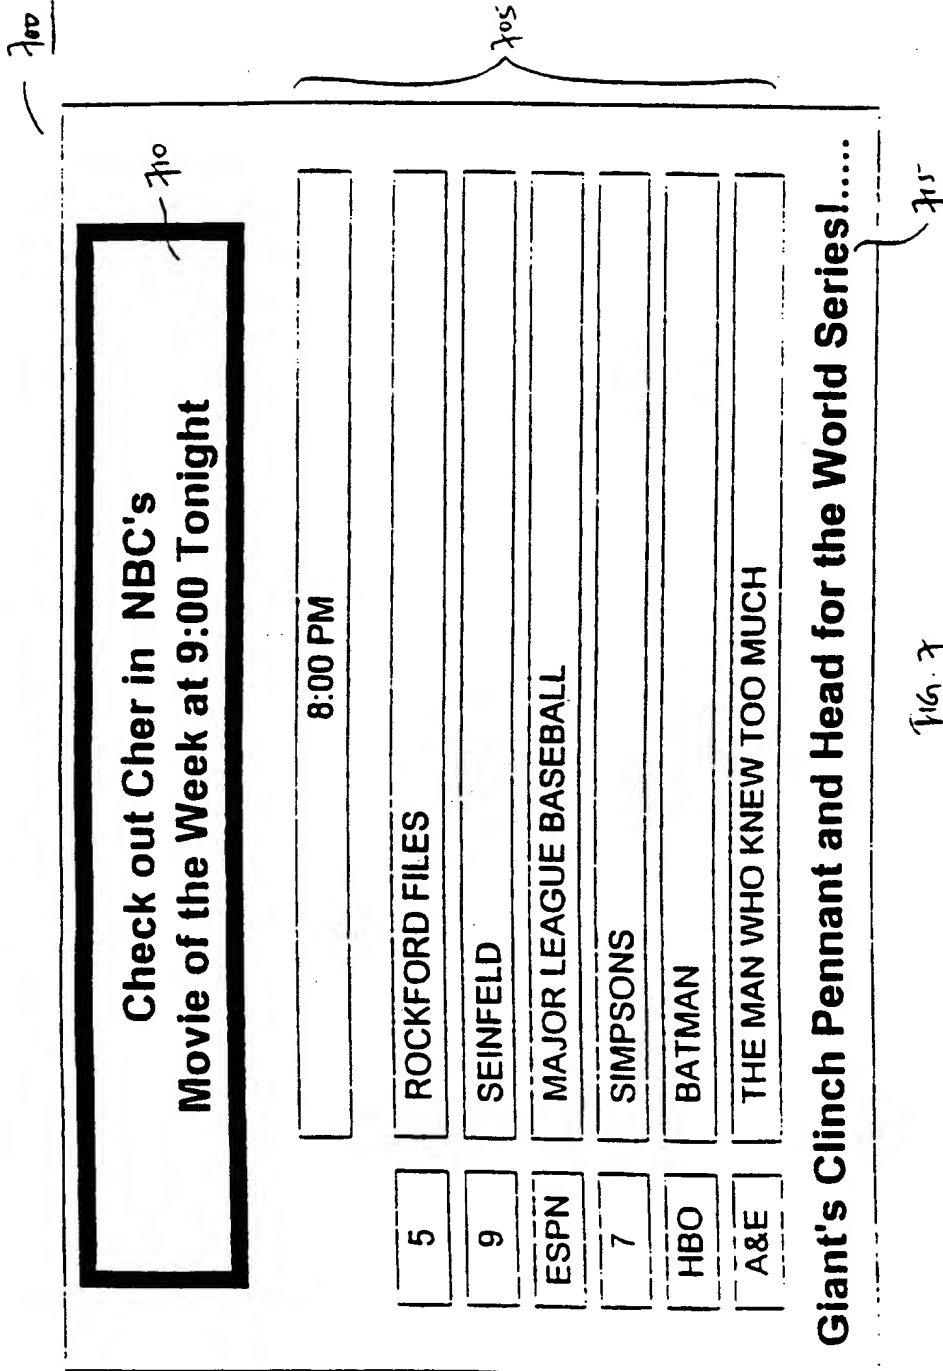 700
Check out Cher in NBC's
Movie of the Week at 9:00 Tonight
710
8:00 PM
705
5 ROCKFORD FILES
9 SEINFELD
ESPN MAJOR LEAGUE BASEBALL
7 SIMPSONS
HBO BATMAN
A&E THE MAN WHO KNEW TOO MUCH
Giant's Clinch Pennant and Head for the World Series!.....
715
FIG. 7